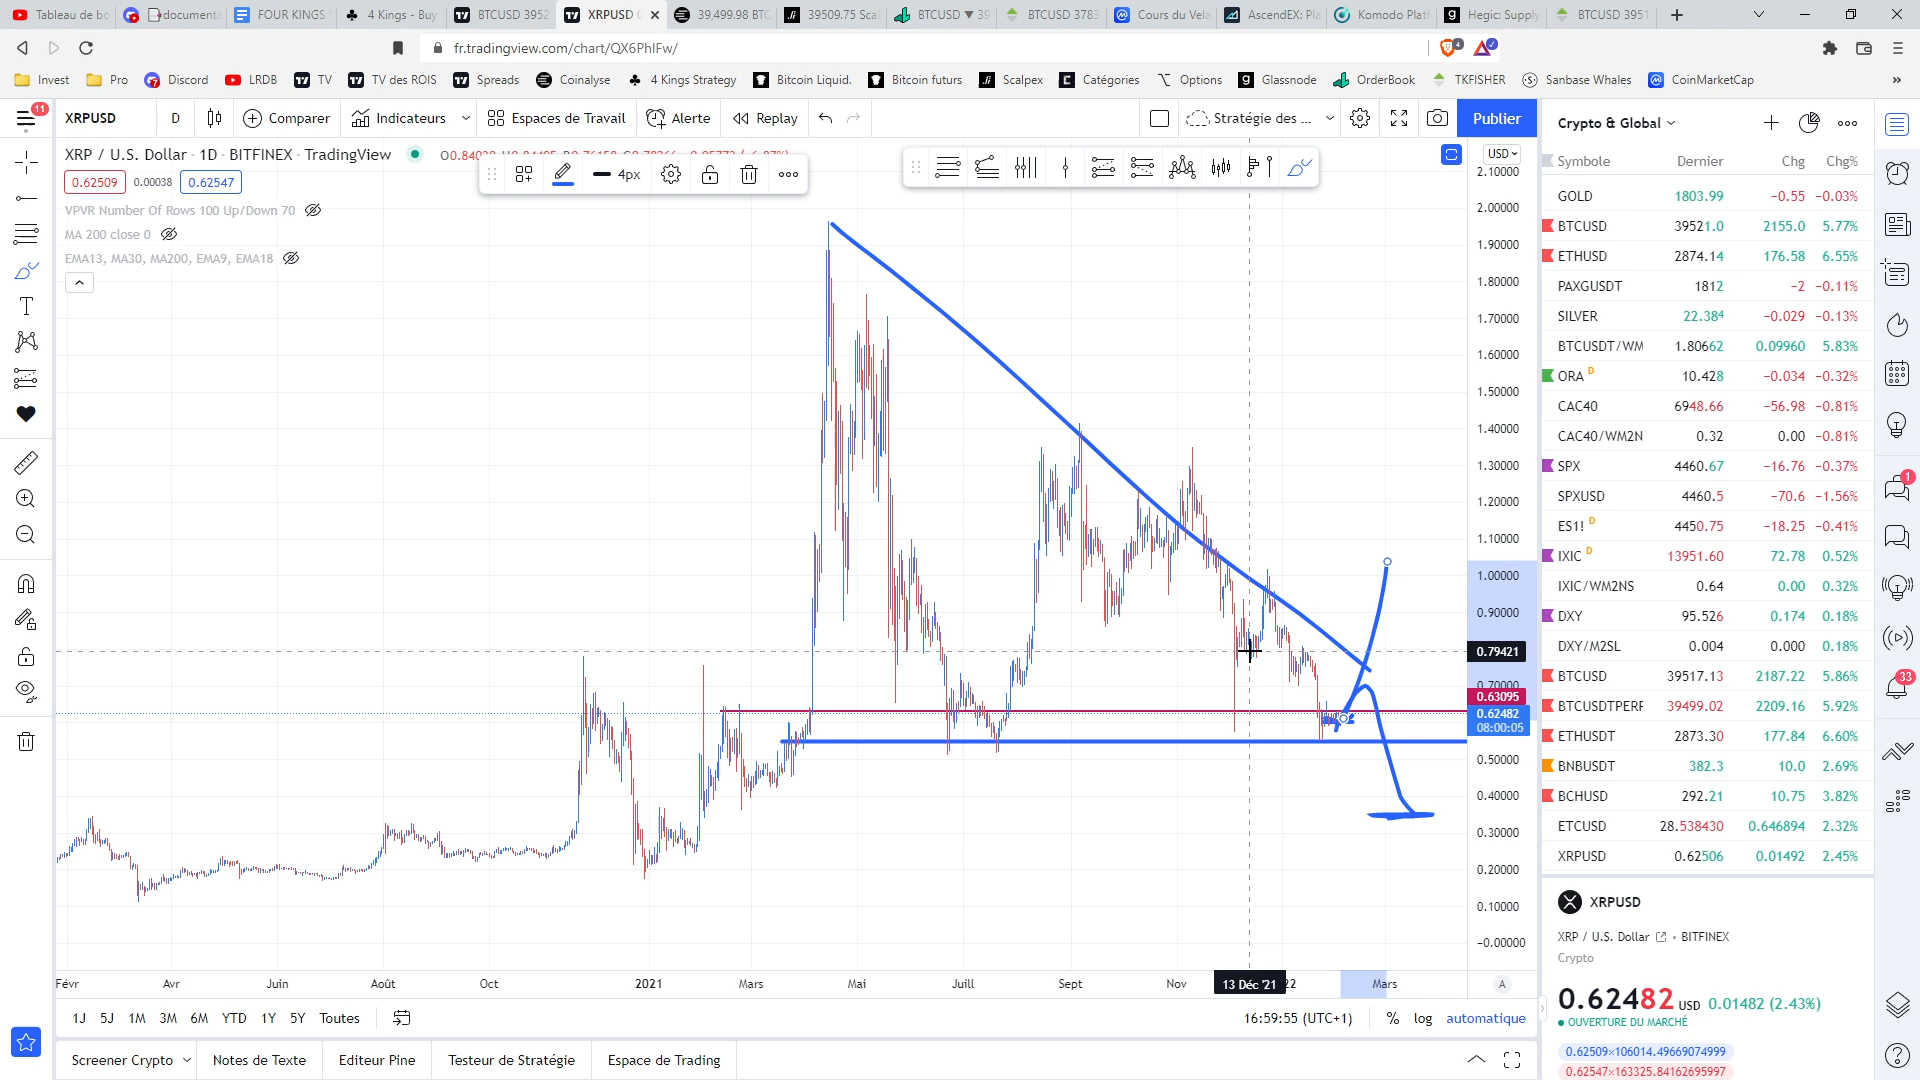 Tableau de bo
documenta
FOUR KINGS
4 Kings - Buy
BTCUSD 3952
XRPUSD
39,499.98 BTC
39509.75 Scal
BTCUSD ▼ 39
BTCUSD 3783
Cours du Vela
AscendEX: Pla
Komodo Platf
Hegic: Supply
BTCUSD 3951
fr.tradingview.com/chart/QX6PhIFw/
4
Invest
Pro
Discord
LRDB
TV
TV des ROIS
Spreads
Coinalyse
4 Kings Strategy
Bitcoin Liquid.
Bitcoin futurs
Scalpex
Catégories
Options
Glassnode
OrderBook
TKFISHER
Sanbase Whales
CoinMarketCap
»
11
XRPUSD
D
Comparer
Indicateurs
Espaces de Travail
Alerte
Replay
Stratégie des ...
Publier
XRP / U.S. Dollar · 1D · BITFINEX · TradingView
4px
USD
0.62509
0.00038
0.62547
VPVR Number Of Rows 100 Up/Down 70
MA 200 close 0
EMA13, MA30, MA200, EMA9, EMA18
2.10000
2.00000
1.90000
1.80000
1.70000
1.60000
1.50000
1.40000
1.30000
1.20000
1.10000
1.00000
0.90000
0.79421
0.70000
0.63095
0.62482
08:00:05
0.50000
0.40000
0.30000
0.20000
0.10000
−0.00000
Févr
Avr
Juin
Août
Oct
2021
Mars
Mai
Juill
Sept
Nov
13 Déc '21
22
Mars
A
1J
5J
1M
3M
6M
YTD
1Y
5Y
Toutes
16:59:55 (UTC+1)
%
log
automatique
Screener Crypto
Notes de Texte
Editeur Pine
Testeur de Stratégie
Espace de Trading
Crypto & Global
Symbole Dernier Chg Chg%
GOLD 1803.99 −0.55 −0.03%
BTCUSD 39521.0 2155.0 5.77%
ETHUSD 2874.14 176.58 6.55%
PAXGUSDT 1812 −2 −0.11%
SILVER 22.384 −0.029 −0.13%
BTCUSDT/WM 1.80662 0.09960 5.83%
ORA D 10.428 −0.034 −0.32%
CAC40 6948.66 −56.98 −0.81%
CAC40/WM2N 0.32 0.00 −0.81%
SPX 4460.67 −16.76 −0.37%
SPXUSD 4460.5 −70.6 −1.56%
ES1! D 4450.75 −18.25 −0.41%
IXIC D 13951.60 72.78 0.52%
IXIC/WM2NS 0.64 0.00 0.32%
DXY 95.526 0.174 0.18%
DXY/M2SL 0.004 0.000 0.18%
BTCUSD 39517.13 2187.22 5.86%
BTCUSDTPERF 39499.02 2209.16 5.92%
ETHUSDT 2873.30 177.84 6.60%
BNBUSDT 382.3 10.0 2.69%
BCHUSD 292.21 10.75 3.82%
ETCUSD 28.538430 0.646894 2.32%
XRPUSD 0.62506 0.01492 2.45%
XRPUSD
XRP / U.S. Dollar • BITFINEX
Crypto
0.62482 USD 0.01482 (2.43%)
OUVERTURE DU MARCHÉ
0.62509×106014.49669074999
0.62547×163325.84162695997
1
33